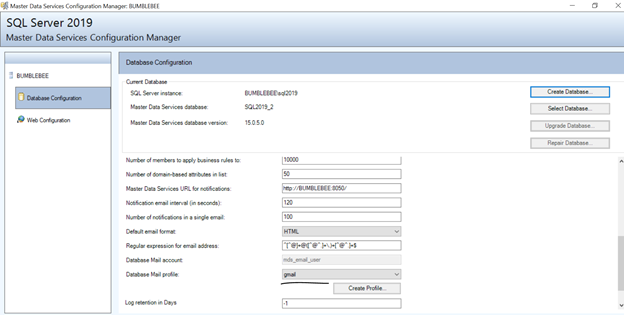 Master Data Services Configuration Manager: BUMBLEBEE
SQL Server 2019
Master Data Services Configuration Manager
BUMBLEBEE
Database Configuration
Web Configuration
Database Configuration
Current Database
SQL Server instance: BUMBLEBEE\sql2019
Create Database...
Master Data Services database: SQL2019_2
Select Database...
Master Data Services database version: 15.0.5.0
Upgrade Database...
Repair Database...
Number of members to apply business rules to: 10000
Number of domain-based attributes in list: 50
Master Data Services URL for notifications: http://BUMBLEBEE:8050/
Notification email interval (in seconds): 120
Number of notifications in a single email: 100
Default email format: HTML
Regular expression for email address:
Database Mail account: mds_email_user
Database Mail profile: gmail
Create Profile...
Log retention in Days -1